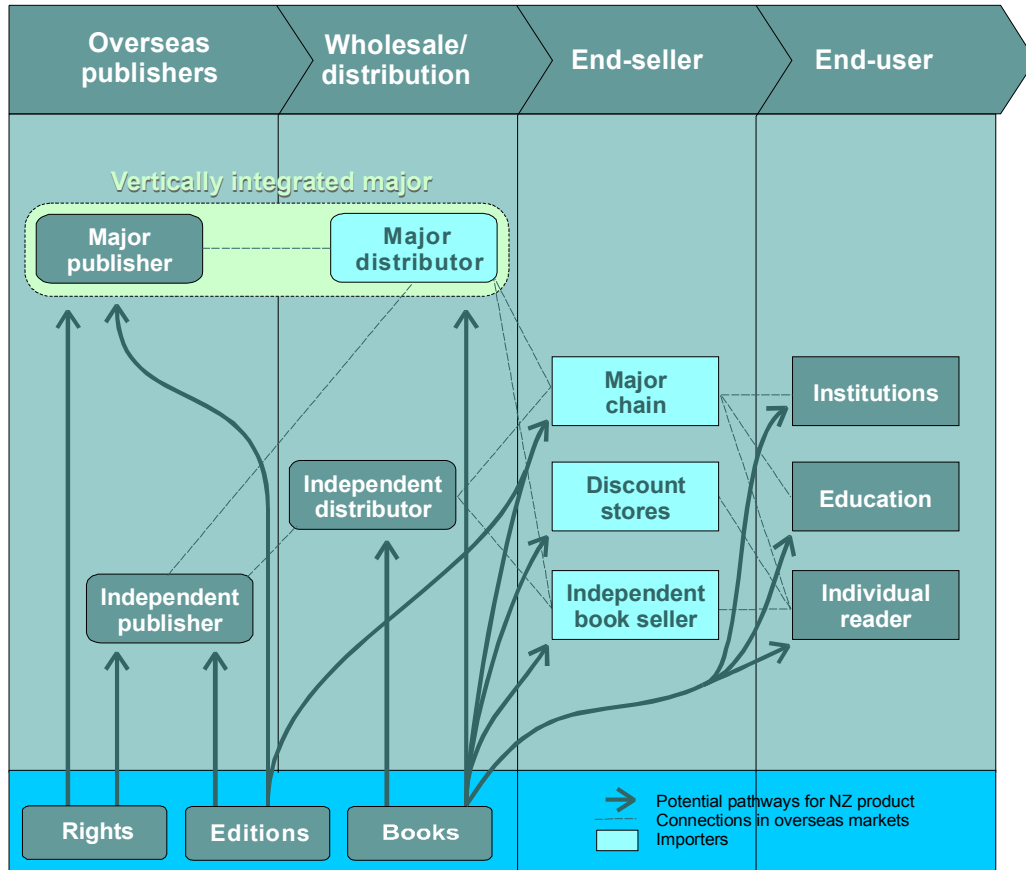 Overseas
publishers
Wholesale/
distribution
End-seller
End-user
Vertically integrated major
Major
publisher
Major
distributor
Major
chain
Institutions
Independent
distributor
Discount
stores
Education
Independent
publisher
Independent
book seller
Individual
reader
Rights
Editions
Books
Potential pathways for NZ product
Connections in overseas markets
Importers